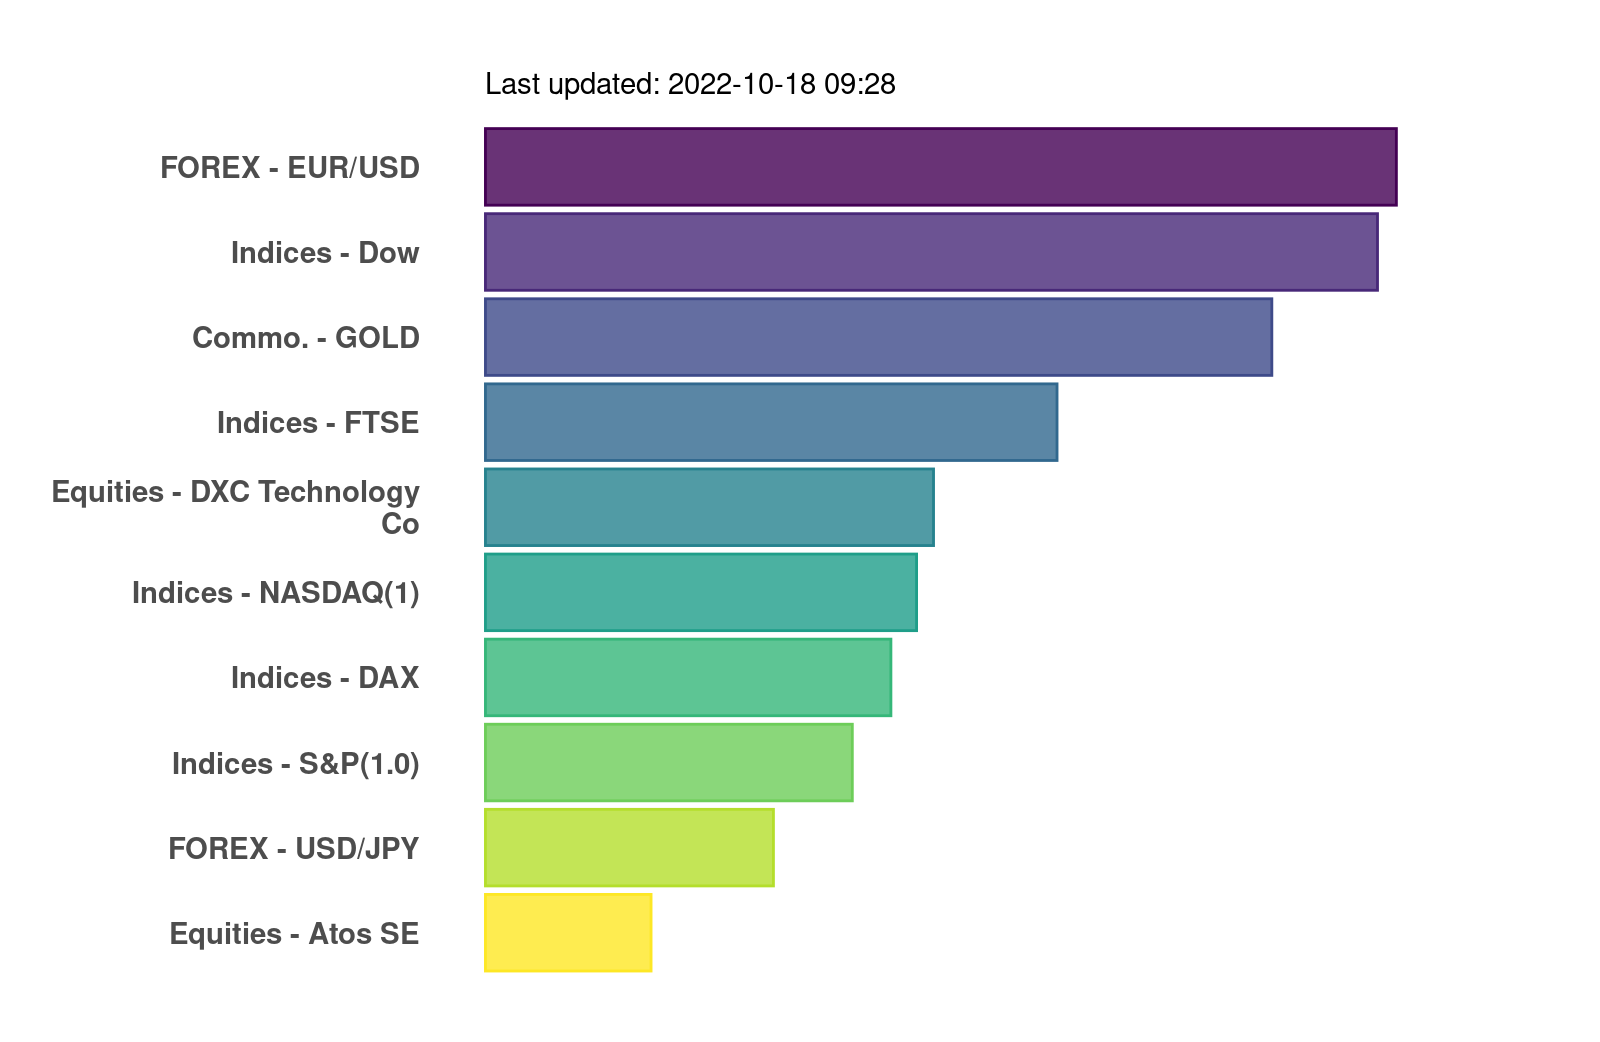 Last updated: 2022-10-18 09:28
FOREX - EUR/USD
Indices - Dow
Commo. - GOLD
Indices - FTSE
Equities - DXC Technology
Co
Indices - NASDAQ(1)
Indices - DAX
Indices - S&P(1.0)
FOREX - USD/JPY
Equities - Atos SE